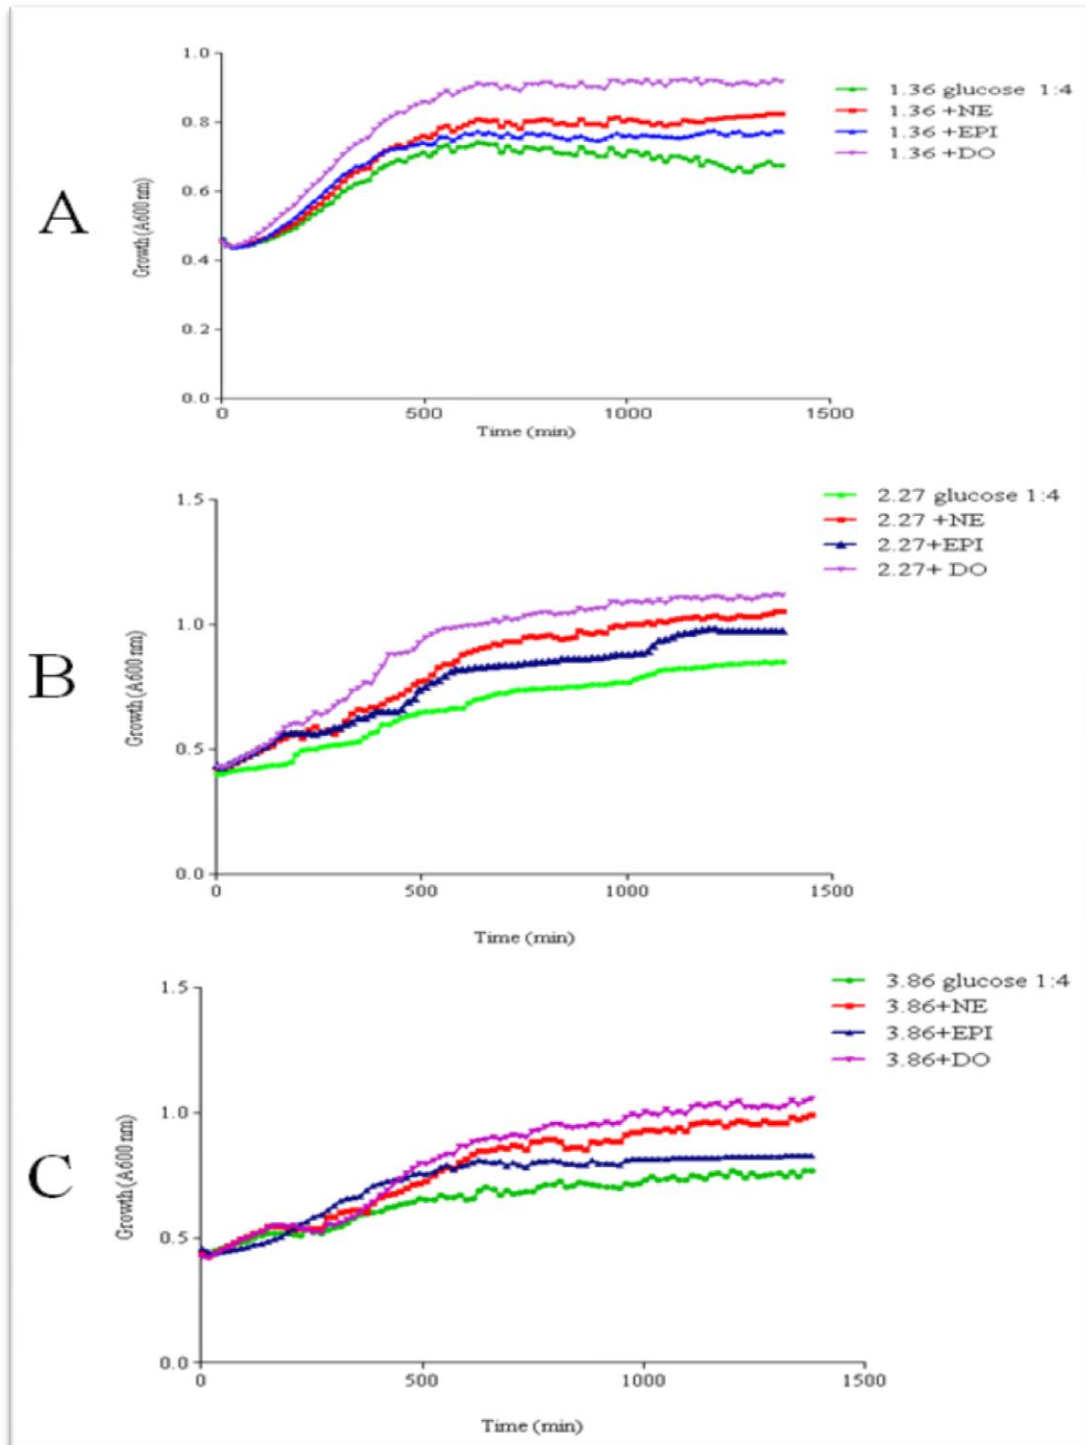 A
Growth (A600 nm)
1.0
0.8
0.6
0.4
0.2
0.0
0
500
1000
1500
Time (min)
1.36 glucose 1:4
1.36 +NE
1.36 +EPI
1.36 +DO
B
Growth (A600 nm)
1.5
1.0
0.5
0.0
0
500
1000
1500
Time (min)
2.27 glucose 1:4
2.27 +NE
2.27+EPI
2.27+ DO
C
Growth (A600 nm)
1.5
1.0
0.5
0.0
0
500
1000
1500
Time (min)
3.86 glucose 1:4
3.86+NE
3.86+EPI
3.86+DO